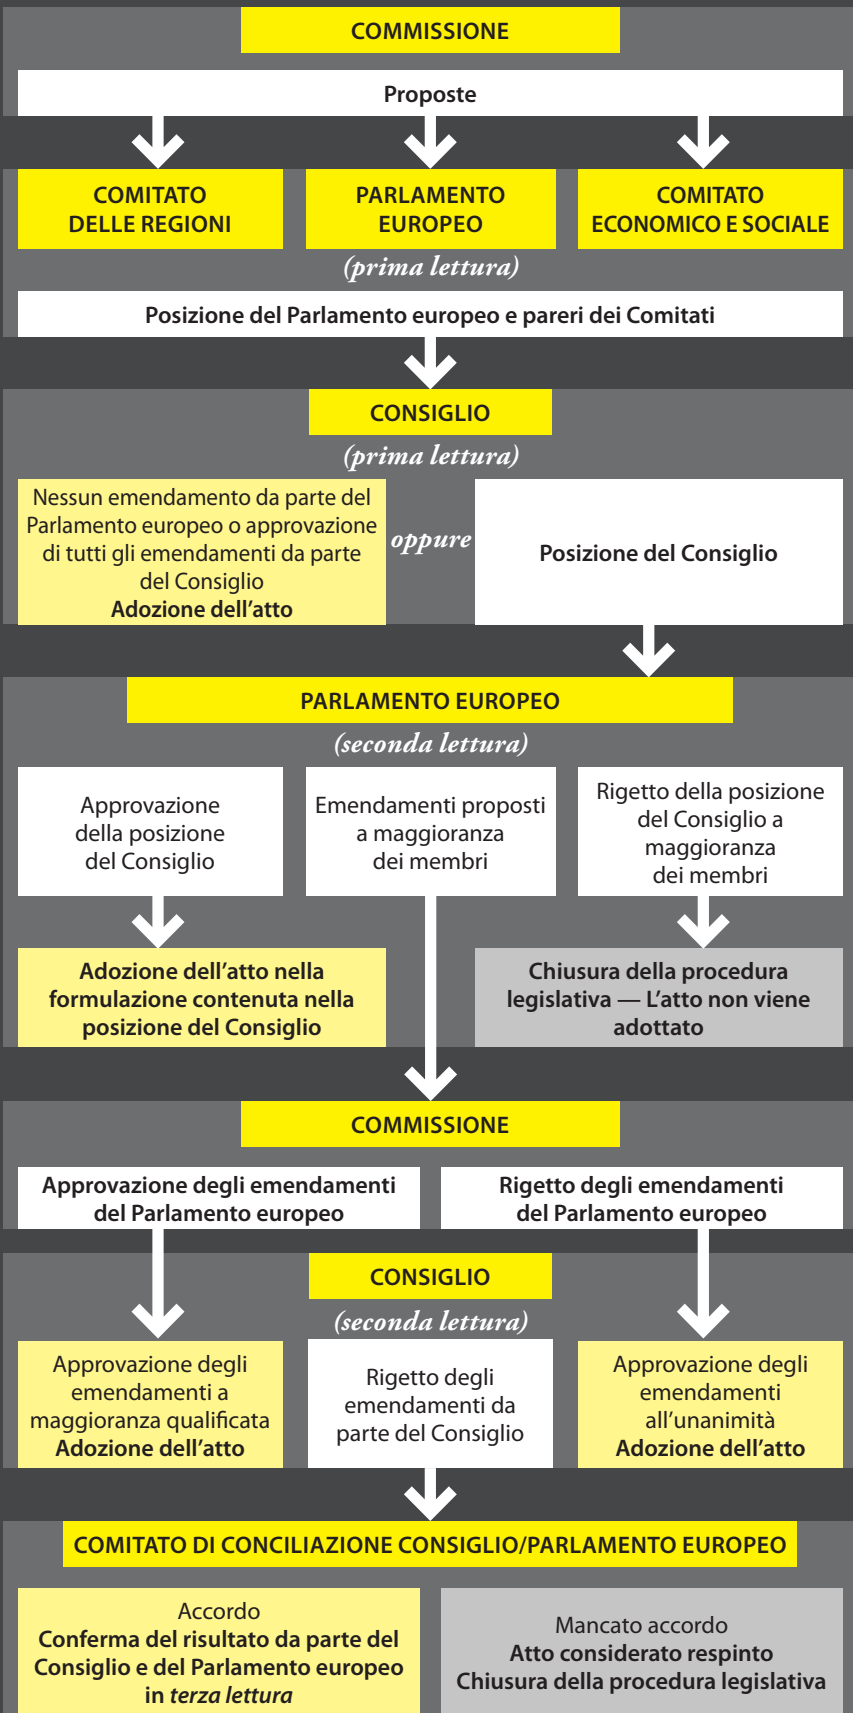 COMMISSIONE
Proposte
COMITATO
DELLE REGIONI
PARLAMENTO
EUROPEO
COMITATO
ECONOMICO E SOCIALE
(prima lettura)
Posizione del Parlamento europeo e pareri dei Comitati
CONSIGLIO
(prima lettura)
Nessun emendamento da parte del
Parlamento europeo o approvazione
di tutti gli emendamenti da parte
del Consiglio
Adozione dell’atto
oppure
Posizione del Consiglio
PARLAMENTO EUROPEO
(seconda lettura)
Approvazione
della posizione
del Consiglio
Emendamenti proposti
a maggioranza
dei membri
Rigetto della posizione
del Consiglio a
maggioranza
dei membri
Adozione dell’atto nella
formulazione contenuta nella
posizione del Consiglio
Chiusura della procedura
legislativa — L’atto non viene
adottato
COMMISSIONE
Approvazione degli emendamenti
del Parlamento europeo
Rigetto degli emendamenti
del Parlamento europeo
CONSIGLIO
(seconda lettura)
Approvazione degli
emendamenti a
maggioranza qualificata
Adozione dell’atto
Rigetto degli
emendamenti da
parte del Consiglio
Approvazione degli
emendamenti
all’unanimità
Adozione dell’atto
COMITATO DI CONCILIAZIONE CONSIGLIO/PARLAMENTO EUROPEO
Accordo
Conferma del risultato da parte del
Consiglio e del Parlamento europeo
in terza lettura
Mancato accordo
Atto considerato respinto
Chiusura della procedura legislativa